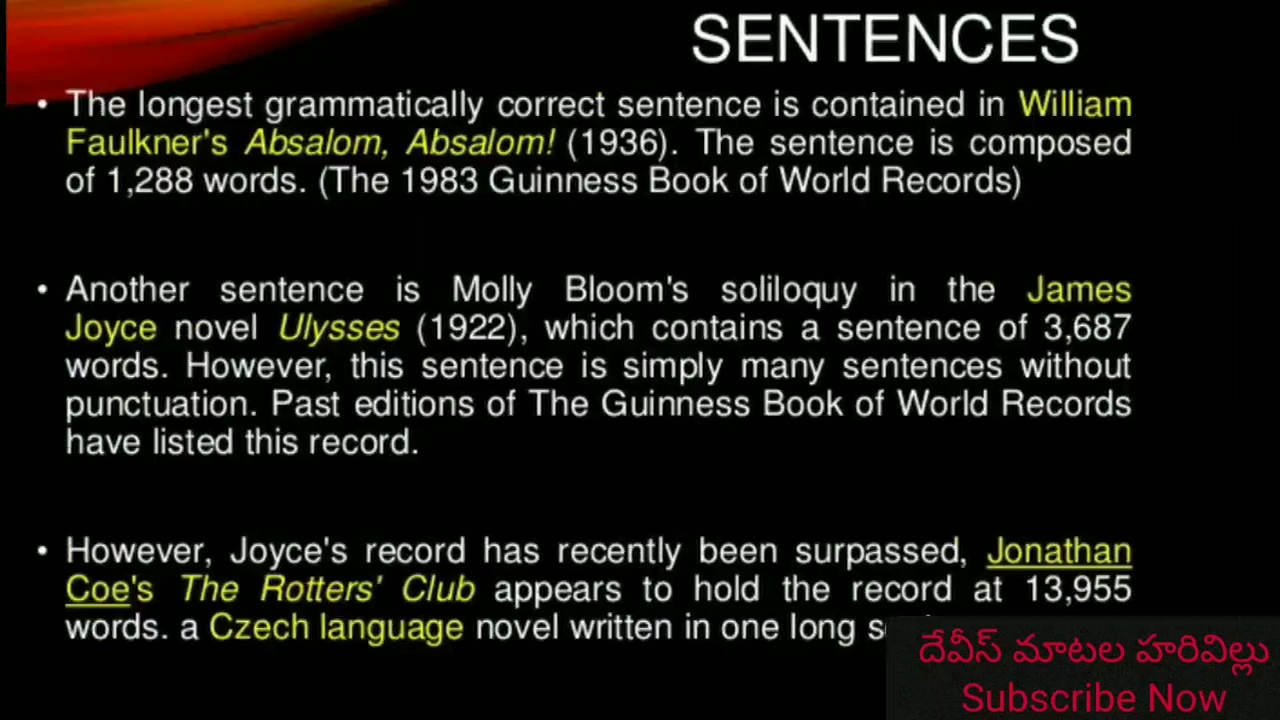 SENTENCES
• The longest grammatically correct sentence is contained in William
Faulkner's Absalom, Absalom! (1936). The sentence is composed
of 1,288 words. (The 1983 Guinness Book of World Records)
• Another sentence is Molly Bloom's soliloquy in the James
Joyce novel Ulysses (1922), which contains a sentence of 3,687
words. However, this sentence is simply many sentences without
punctuation. Past editions of The Guinness Book of World Records
have listed this record.
• However, Joyce's record has recently been surpassed, Jonathan
Coe's The Rotters' Club appears to hold the record at 13,955
words. a Czech language novel written in one long
దేవీస్ మాటల హరివిల్లు
Subscribe Now